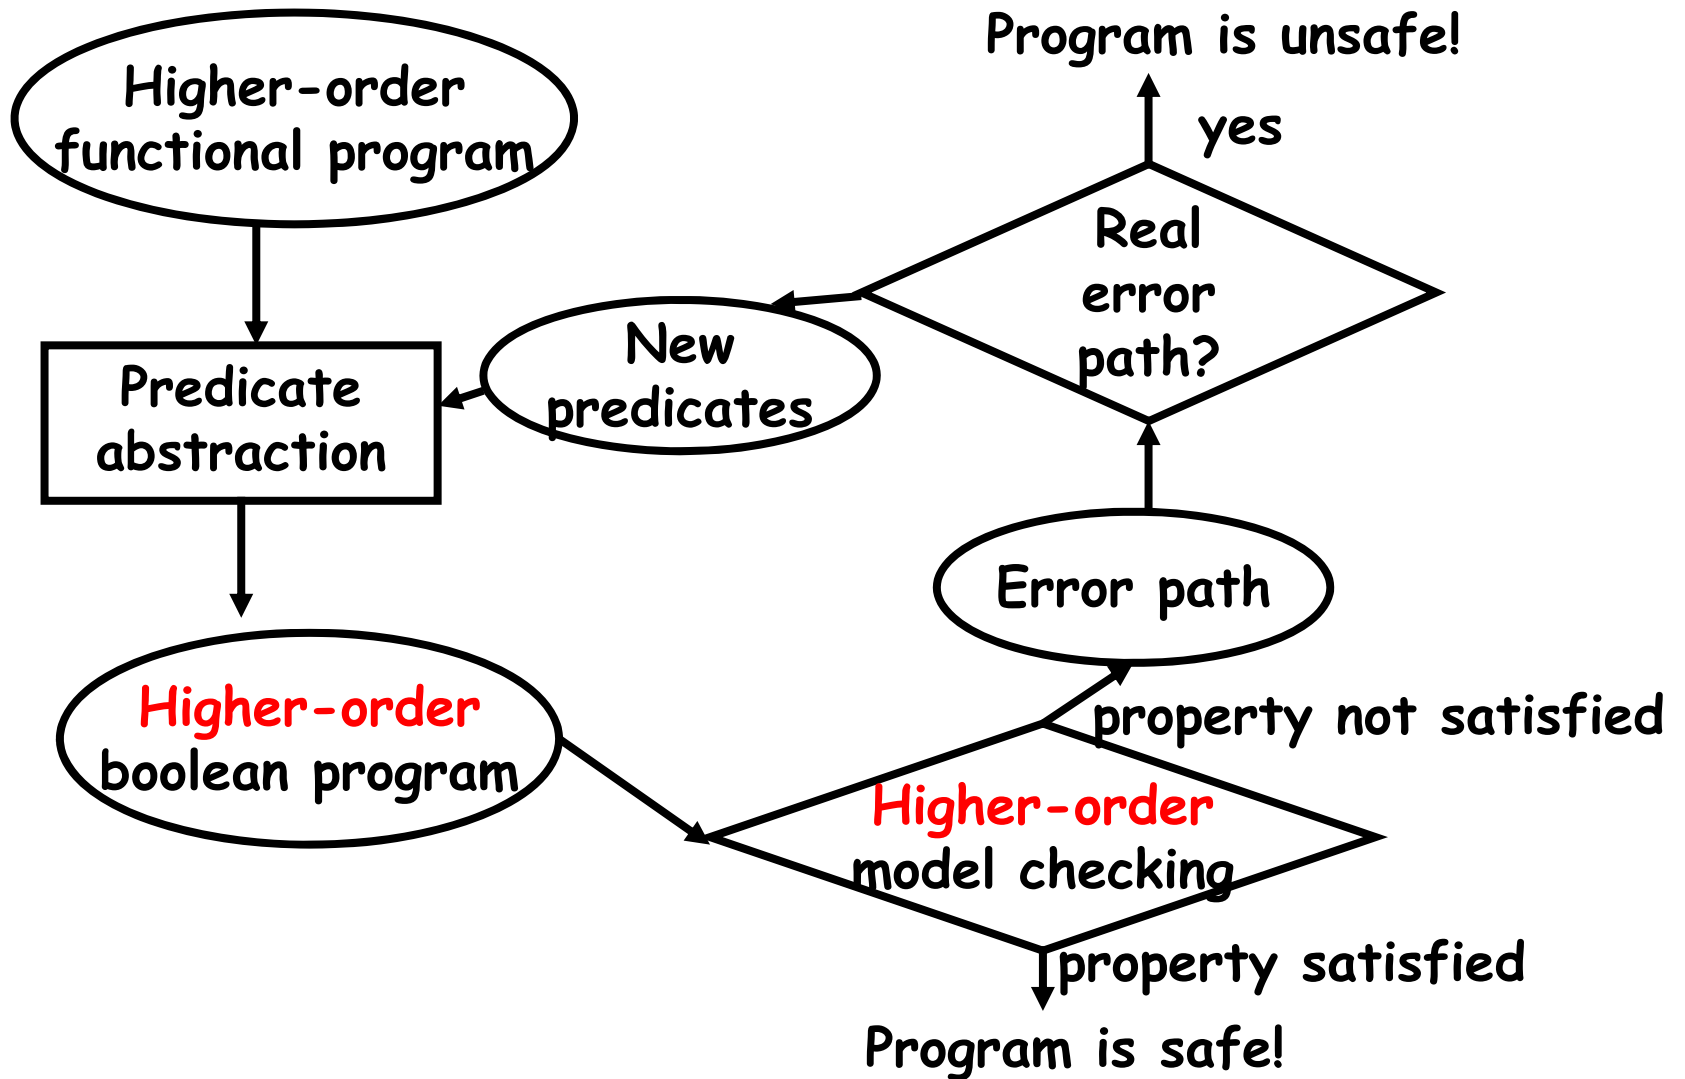 Higher-order
functional program
Predicate
abstraction
Higher-order
boolean program
New
predicates
Program is unsafe!
yes
Real
error
path?
Error path
property not satisfied
Higher-order
model checking
property satisfied
Program is safe!